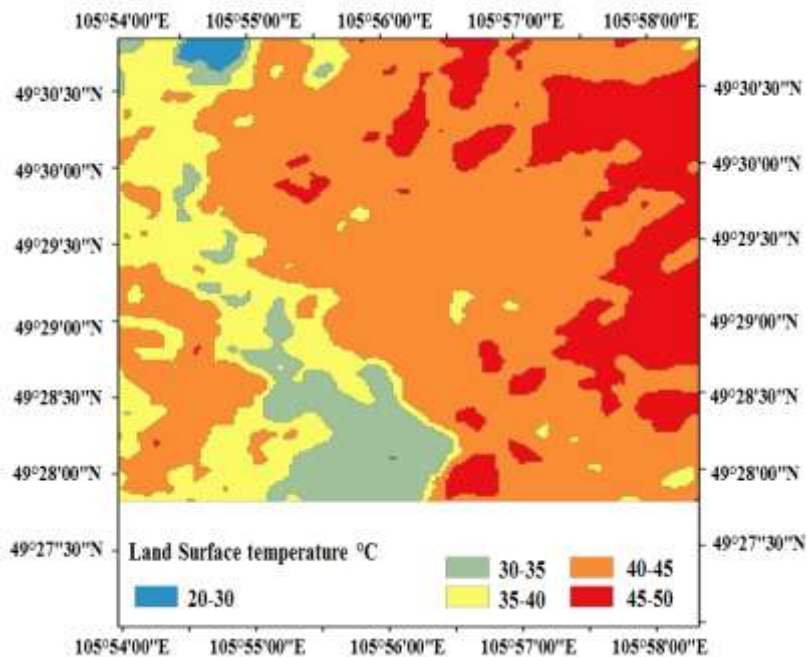 105°54'00"E 105°55'00"E 105°56'00"E 105°57'00"E 105°58'00"E
49°30'30"N 49°30'30"N
49°30'00"N 49°30'00"N
49°29'30"N 49°29'30"N
49°29'00"N 49°29'00"N
49°28'30"N 49°28'30"N
49°28'00"N 49°28'00"N
49°27'30"N 49°27'30"N
Land Surface temperature °C
20-30
30-35 40-45
35-40 45-50
105°54'00"E 105°55'00"E 105°56'00"E 105°57'00"E 105°58'00"E